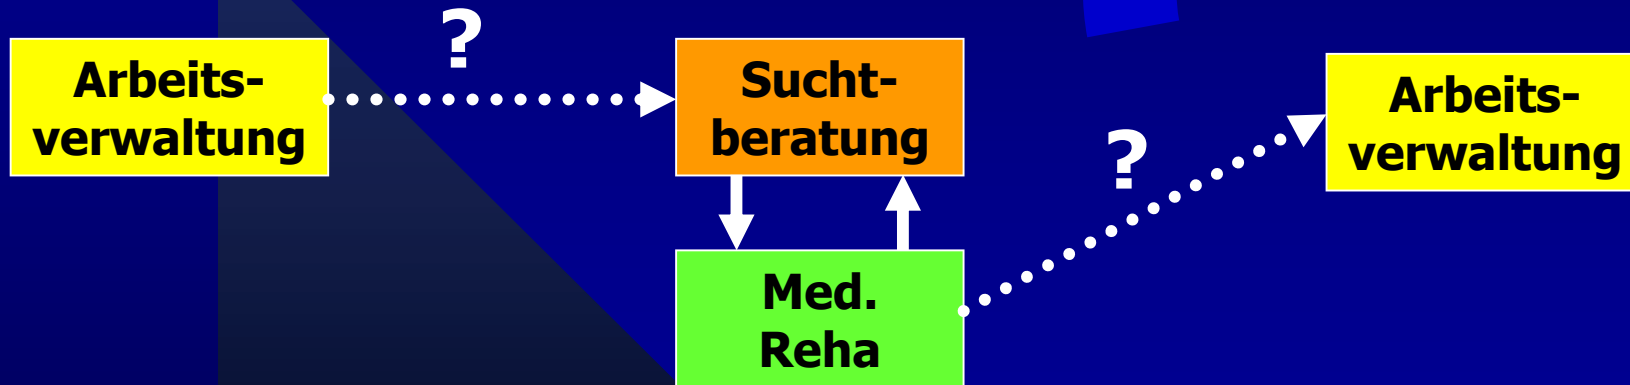 ?
Arbeits-
verwaltung
Sucht-
beratung
?
Arbeits-
verwaltung
Med.
Reha